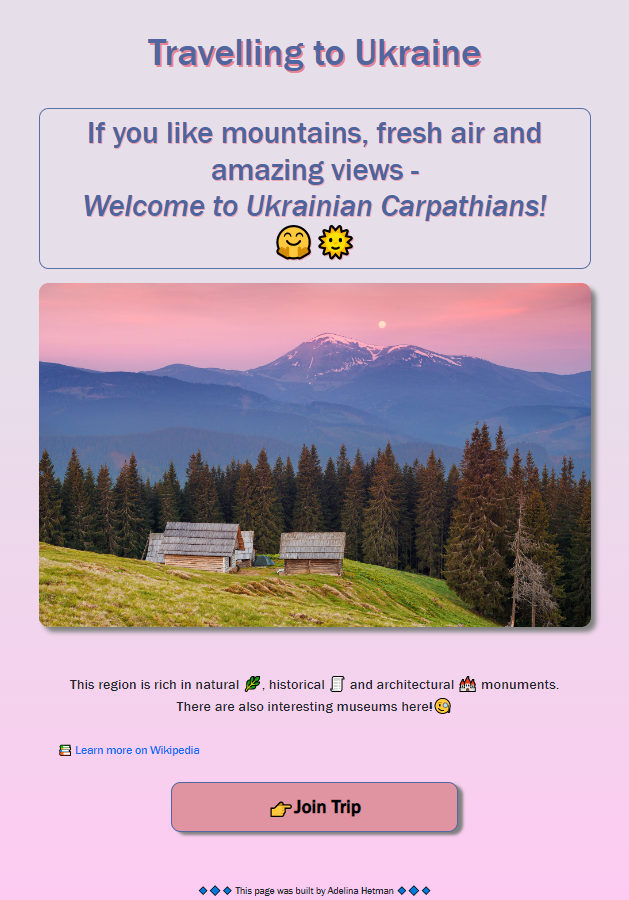 Travelling to Ukraine
If you like mountains, fresh air and
amazing views -
Welcome to Ukrainian Carpathians!
🤗🌞
This region is rich in natural 🌿, historical 📜 and architectural 🏰 monuments.
There are also interesting museums here!🧐
📚 Learn more on Wikipedia
👉Join Trip
🔹🔷🔹 This page was built by Adelina Hetman 🔹🔷🔹